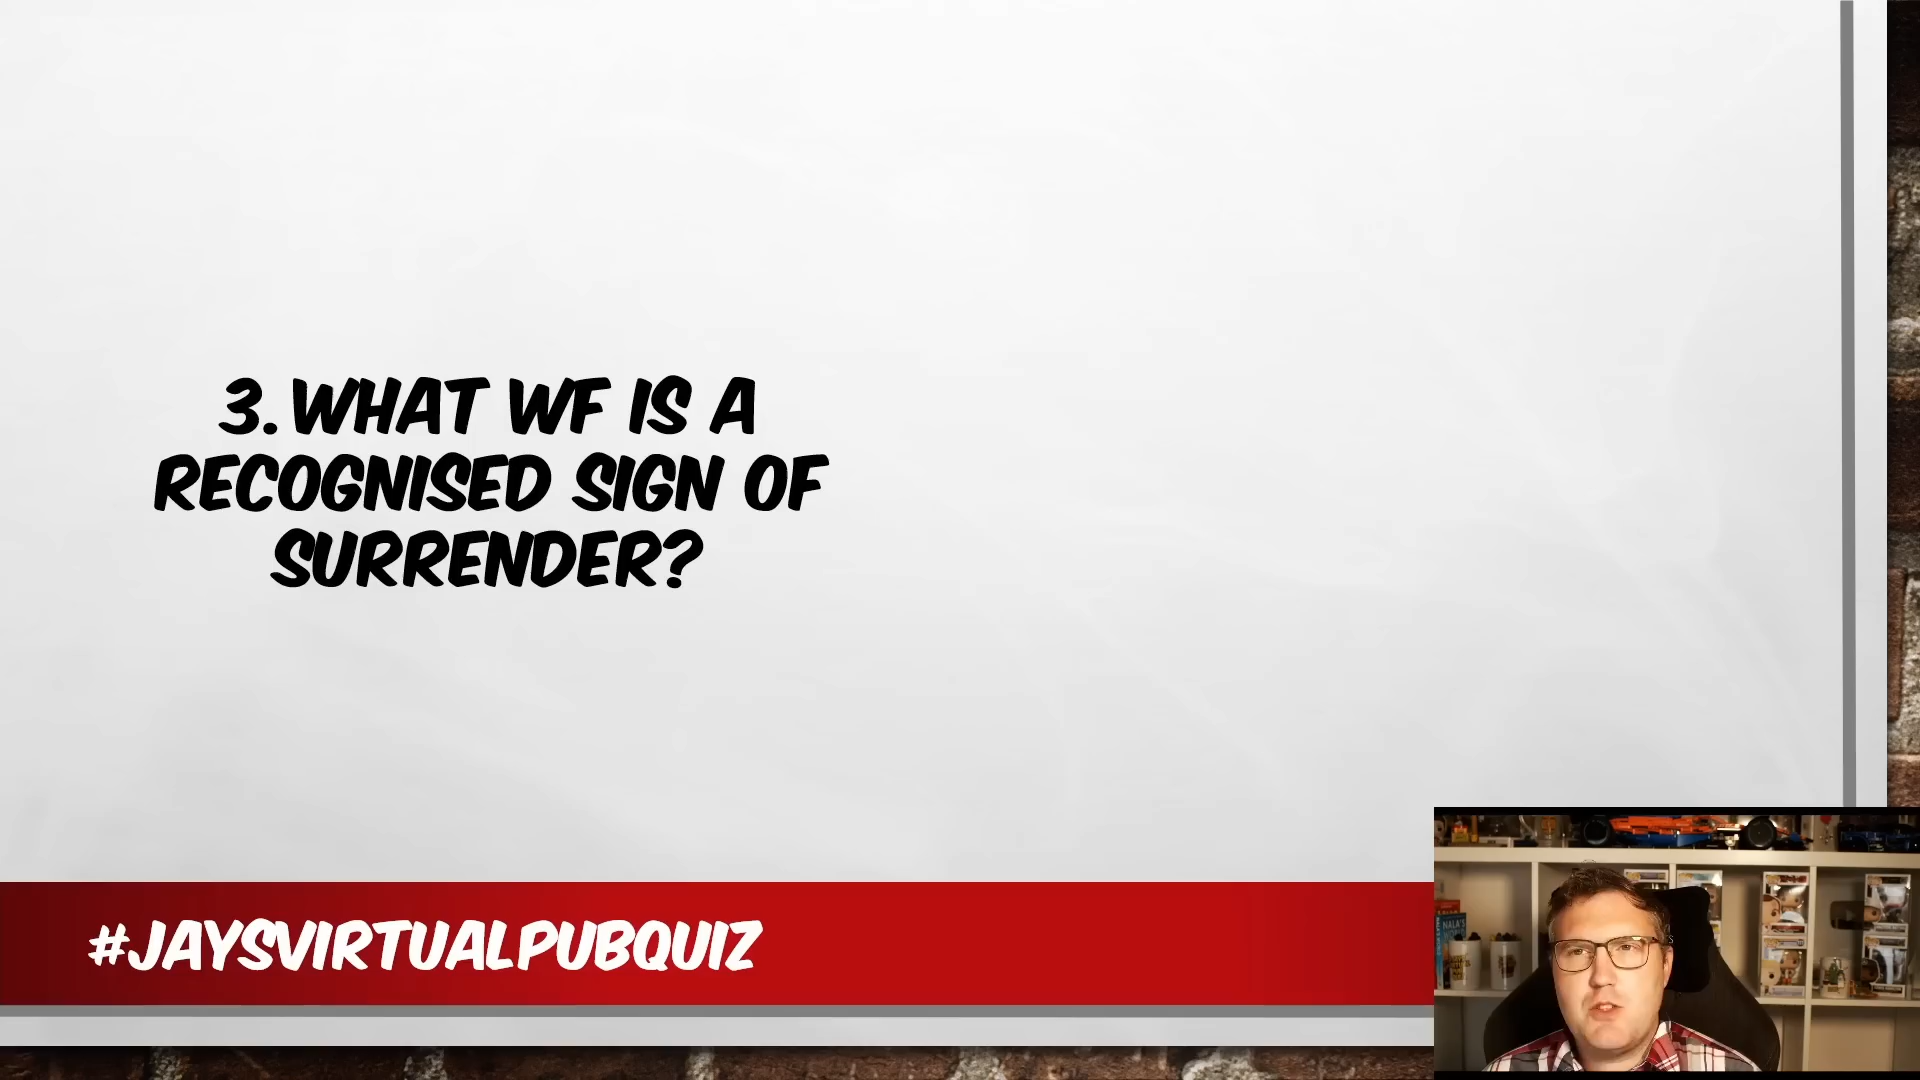 3. WHAT WF IS A
RECOGNISED SIGN OF
SURRENDER?
#JAYSVIRTUALPUBQUIZ